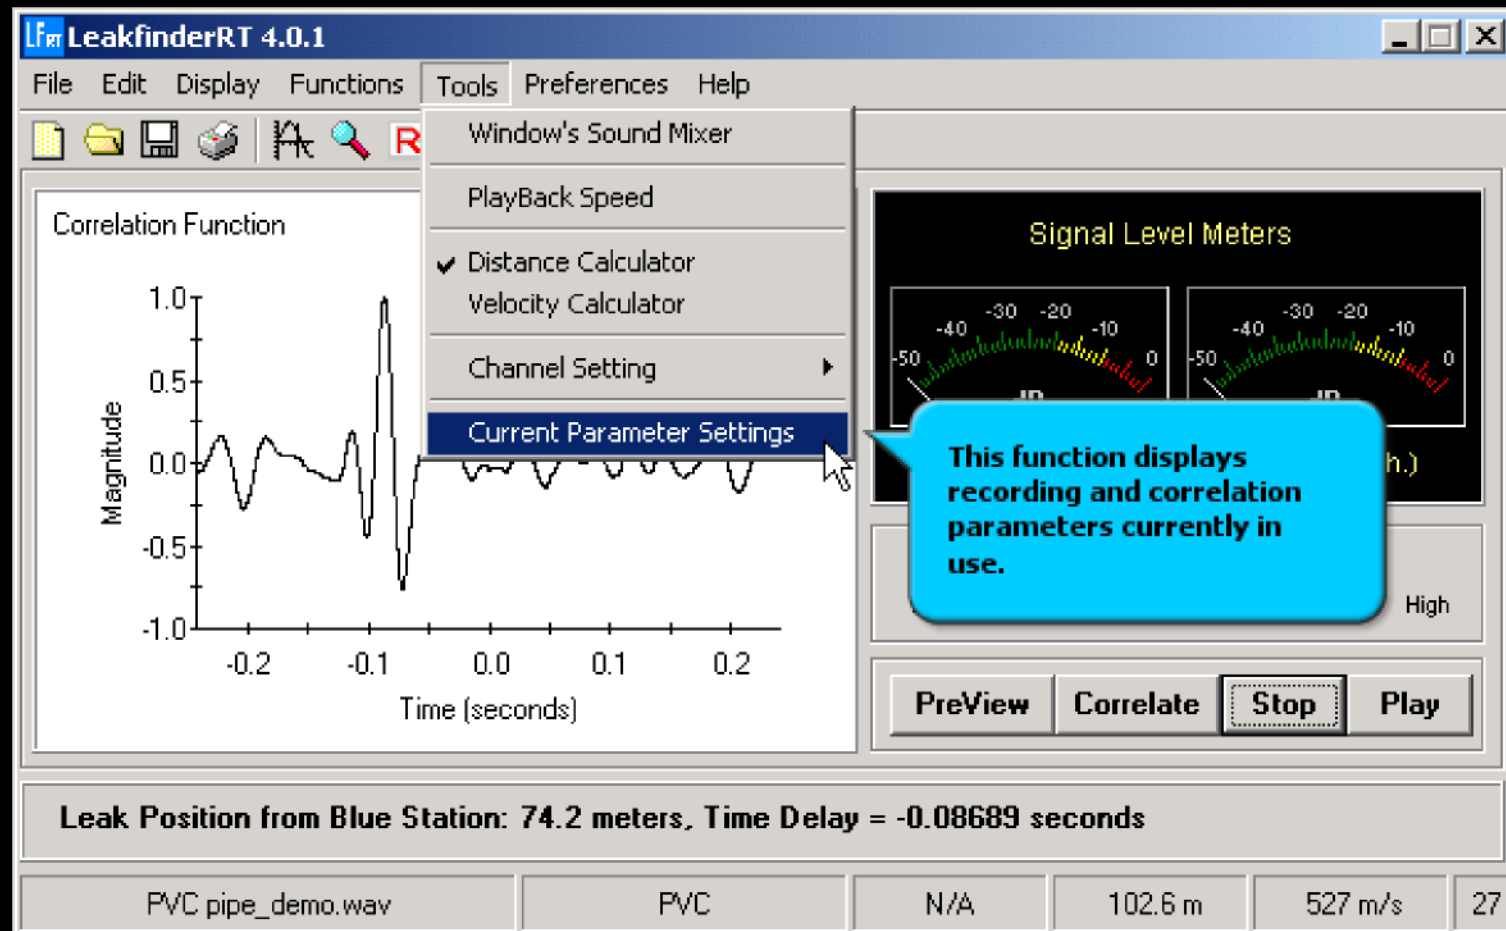 LFRT LeakfinderRT 4.0.1
File Edit Display Functions Tools Preferences Help
R
Window's Sound Mixer
PlayBack Speed
Distance Calculator
Velocity Calculator
Channel Setting
Current Parameter Settings
Correlation Function
1.0
0.5
0.0
-0.5
-1.0
Magnitude
-0.2 -0.1 0.0 0.1 0.2
Time (seconds)
Signal Level Meters
-50 -40 -30 -20 -10 0
-50 -40 -30 -20 -10 0
h.)
This function displays
recording and correlation
parameters currently in
use.
High
PreView Correlate Stop Play
Leak Position from Blue Station: 74.2 meters, Time Delay = -0.08689 seconds
PVC pipe_demo.wav PVC N/A 102.6 m 527 m/s 27